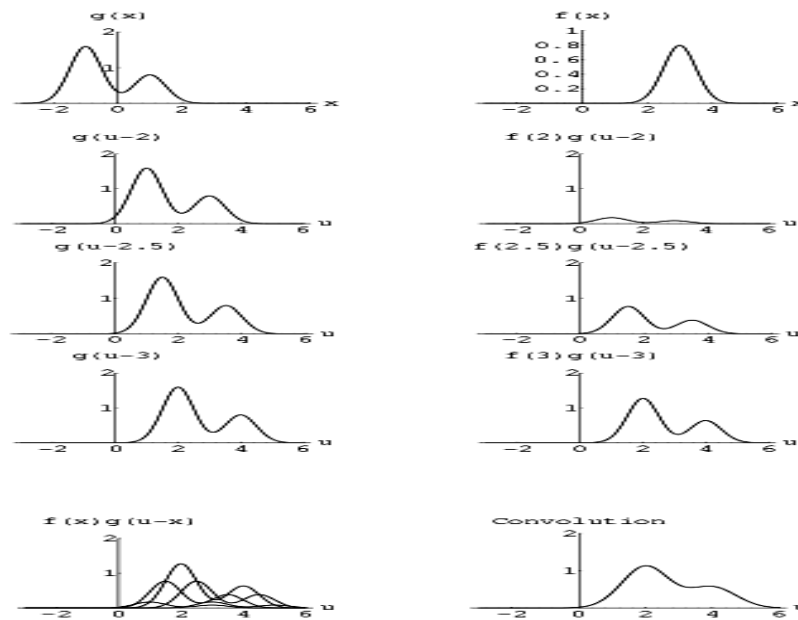 g(x)
2
1
-2 0 2 4 6 x
f(x)
1
0.8
0.6
0.4
0.2
-2 0 2 4 6 x
g(u-2)
2
1
-2 0 2 4 6 u
f(2)g(u-2)
2
1
-2 0 2 4 6 u
g(u-2.5)
2
1
-2 0 2 4 6 u
f(2.5)g(u-2.5)
2
1
-2 0 2 4 6 u
g(u-3)
2
1
-2 0 2 4 6 u
f(3)g(u-3)
2
1
-2 0 2 4 6 u
f(x)g(u-x)
2
1
-2 0 2 4 6 u
Convolution
2
1
-2 0 2 4 6 u